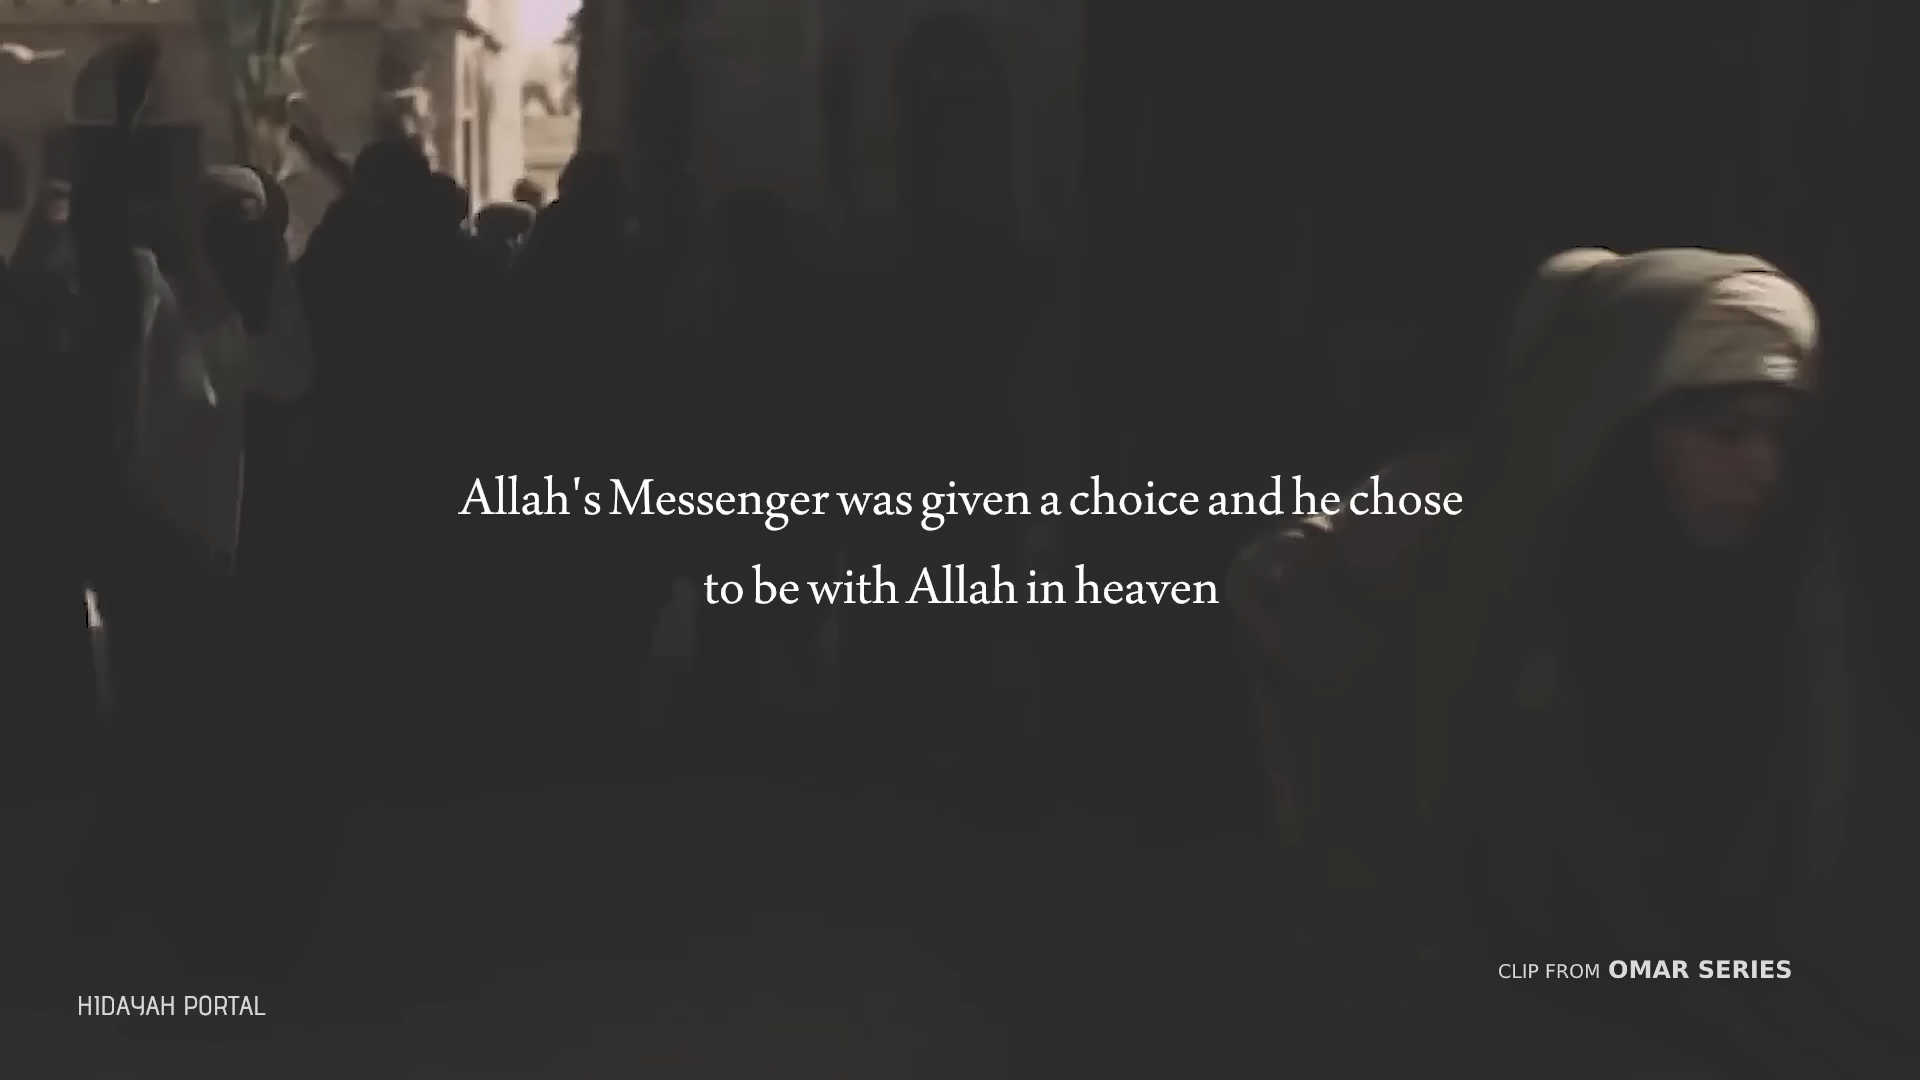 Allah's Messenger was given a choice and he chose
to be with Allah in heaven
CLIP FROM OMAR SERIES
HIDAYAH PORTAL